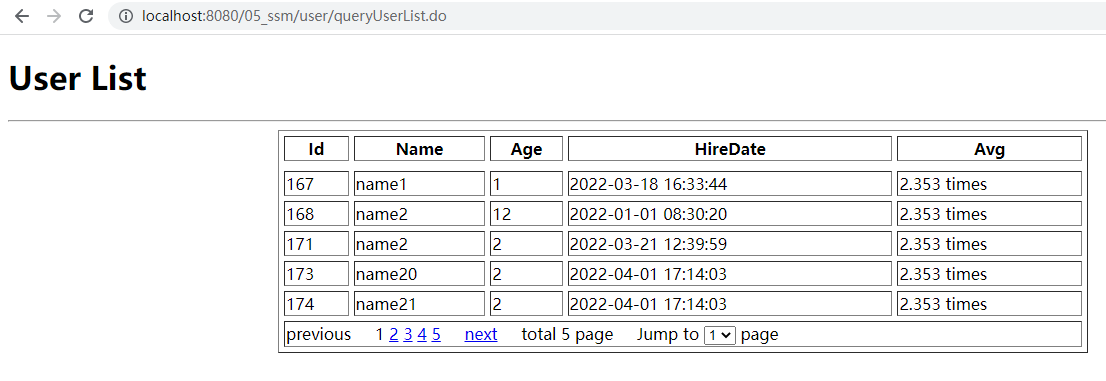 localhost:8080/05_ssm/user/queryUserList.do
User List
Id Name Age HireDate Avg
167 name1 1 2022-03-18 16:33:44 2.353 times
168 name2 12 2022-01-01 08:30:20 2.353 times
171 name2 2 2022-03-21 12:39:59 2.353 times
173 name20 2 2022-04-01 17:14:03 2.353 times
174 name21 2 2022-04-01 17:14:03 2.353 times
previous 1 2 3 4 5 next total 5 page Jump to 1 page